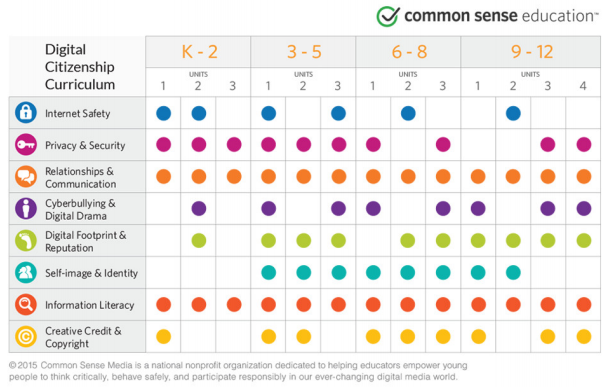 common sense education™
Digital
Citizenship
Curriculum
K - 2
3 - 5
6 - 8
9 - 12
UNITS
UNITS
UNITS
UNITS
1 2 3 1 2 3 1 2 3 1 2 3 4
Internet Safety
Privacy & Security
Relationships &
Communication
Cyberbullying &
Digital Drama
Digital Footprint &
Reputation
Self-image & Identity
Information Literacy
Creative Credit &
Copyright
©2015 Common Sense Media is a national nonprofit organization dedicated to helping educators empower young
people to think critically, behave safely, and participate responsibly in our ever-changing digital media world.